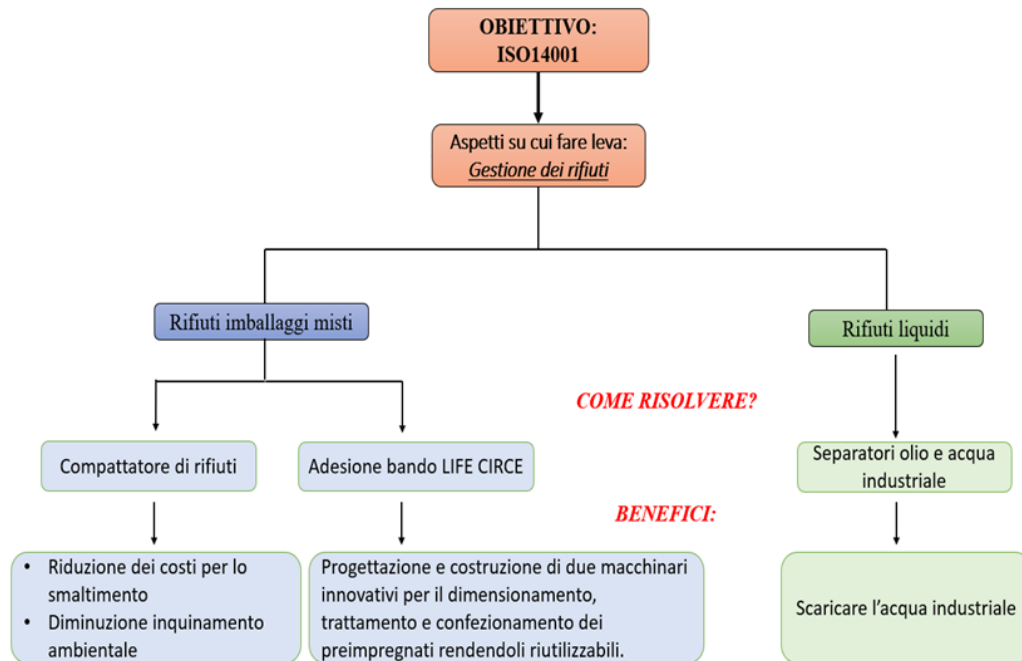 OBIETTIVO:
ISO14001
Aspetti su cui fare leva:
Gestione dei rifiuti
Rifiuti imballaggi misti
Rifiuti liquidi
COME RISOLVERE?
Compattatore di rifiuti
Adesione bando LIFE CIRCE
Separatori olio e acqua
industriale
BENEFICI:
• Riduzione dei costi per lo
smaltimento
• Diminuzione inquinamento
ambientale
Progettazione e costruzione di due macchinari
innovativi per il dimensionamento,
trattamento e confezionamento dei
preimpregnati rendendoli riutilizzabili.
Scaricare l'acqua industriale